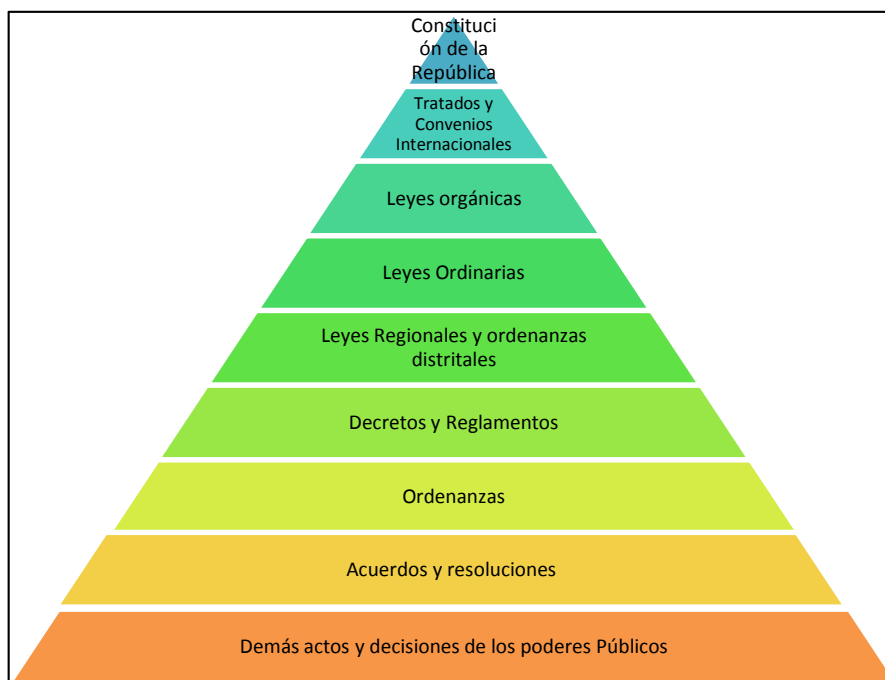 Constituci
ón de la
República
Tratados y
Convenios
Internacionales
Leyes orgánicas
Leyes Ordinarias
Leyes Regionales y ordenanzas
distritales
Decretos y Reglamentos
Ordenanzas
Acuerdos y resoluciones
Demás actos y decisiones de los poderes Públicos